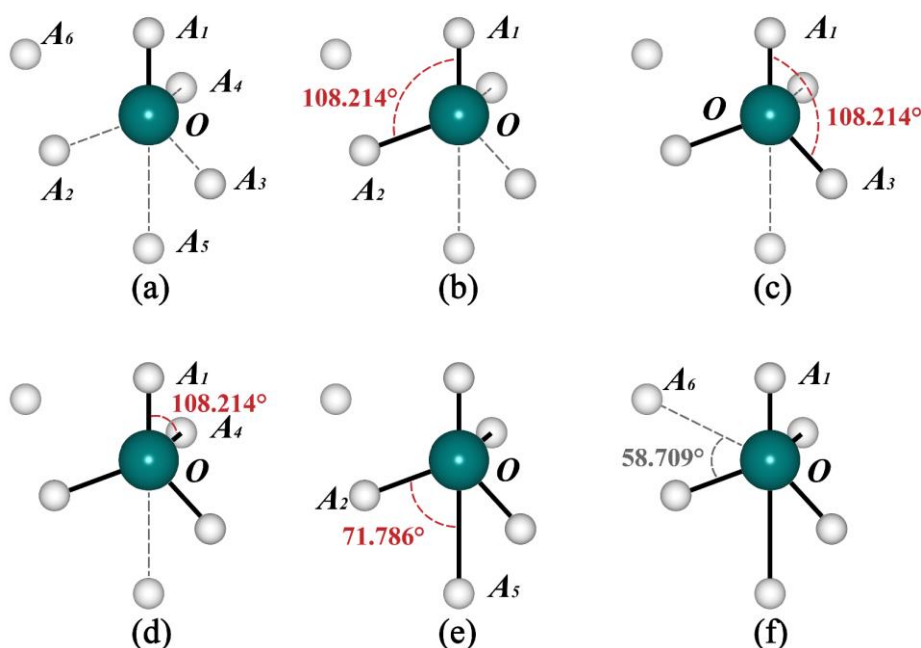 A6 A1
A4
O
A2 A3
A5
(a)
A1
108.214°
O
A2
(b)
A1
O 108.214°
A3
(c)
A1
108.214°
A4
O
(d)
O
A2
71.786°
A5
(e)
A6 A1
58.709° O
(f)